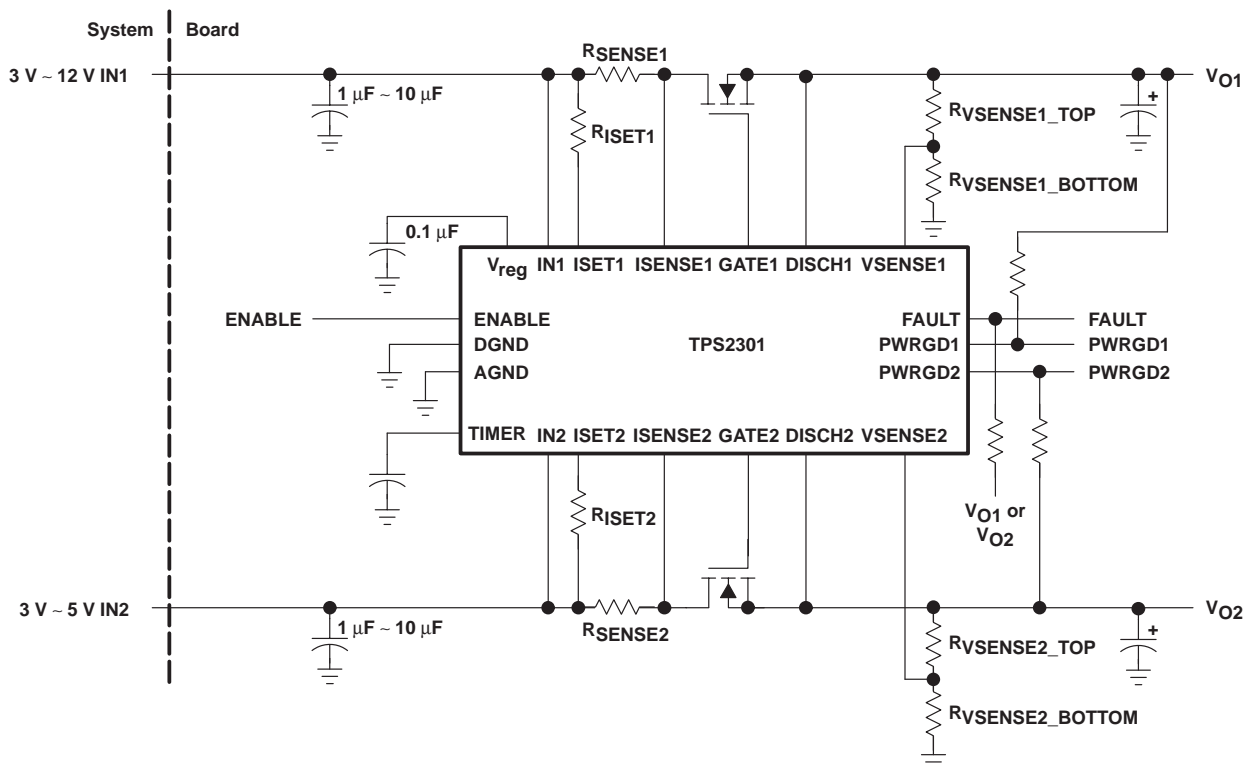 System Board
RSENSE1
3 V ~ 12 V IN1
VO1
1 μF ~ 10 μF
+
RVSENSE1_TOP
RISET1
RVSENSE1_BOTTOM
0.1 μF
Vreg IN1 ISET1 ISENSE1 GATE1 DISCH1 VSENSE1
ENABLE ENABLE FAULT FAULT
DGND TPS2301 PWRGD1 PWRGD1
AGND PWRGD2 PWRGD2
TIMER IN2 ISET2 ISENSE2 GATE2 DISCH2 VSENSE2
RISET2
VO1 or
VO2
3 V ~ 5 V IN2
VO2
1 μF ~ 10 μF
RSENSE2
+
RVSENSE2_TOP
RVSENSE2_BOTTOM